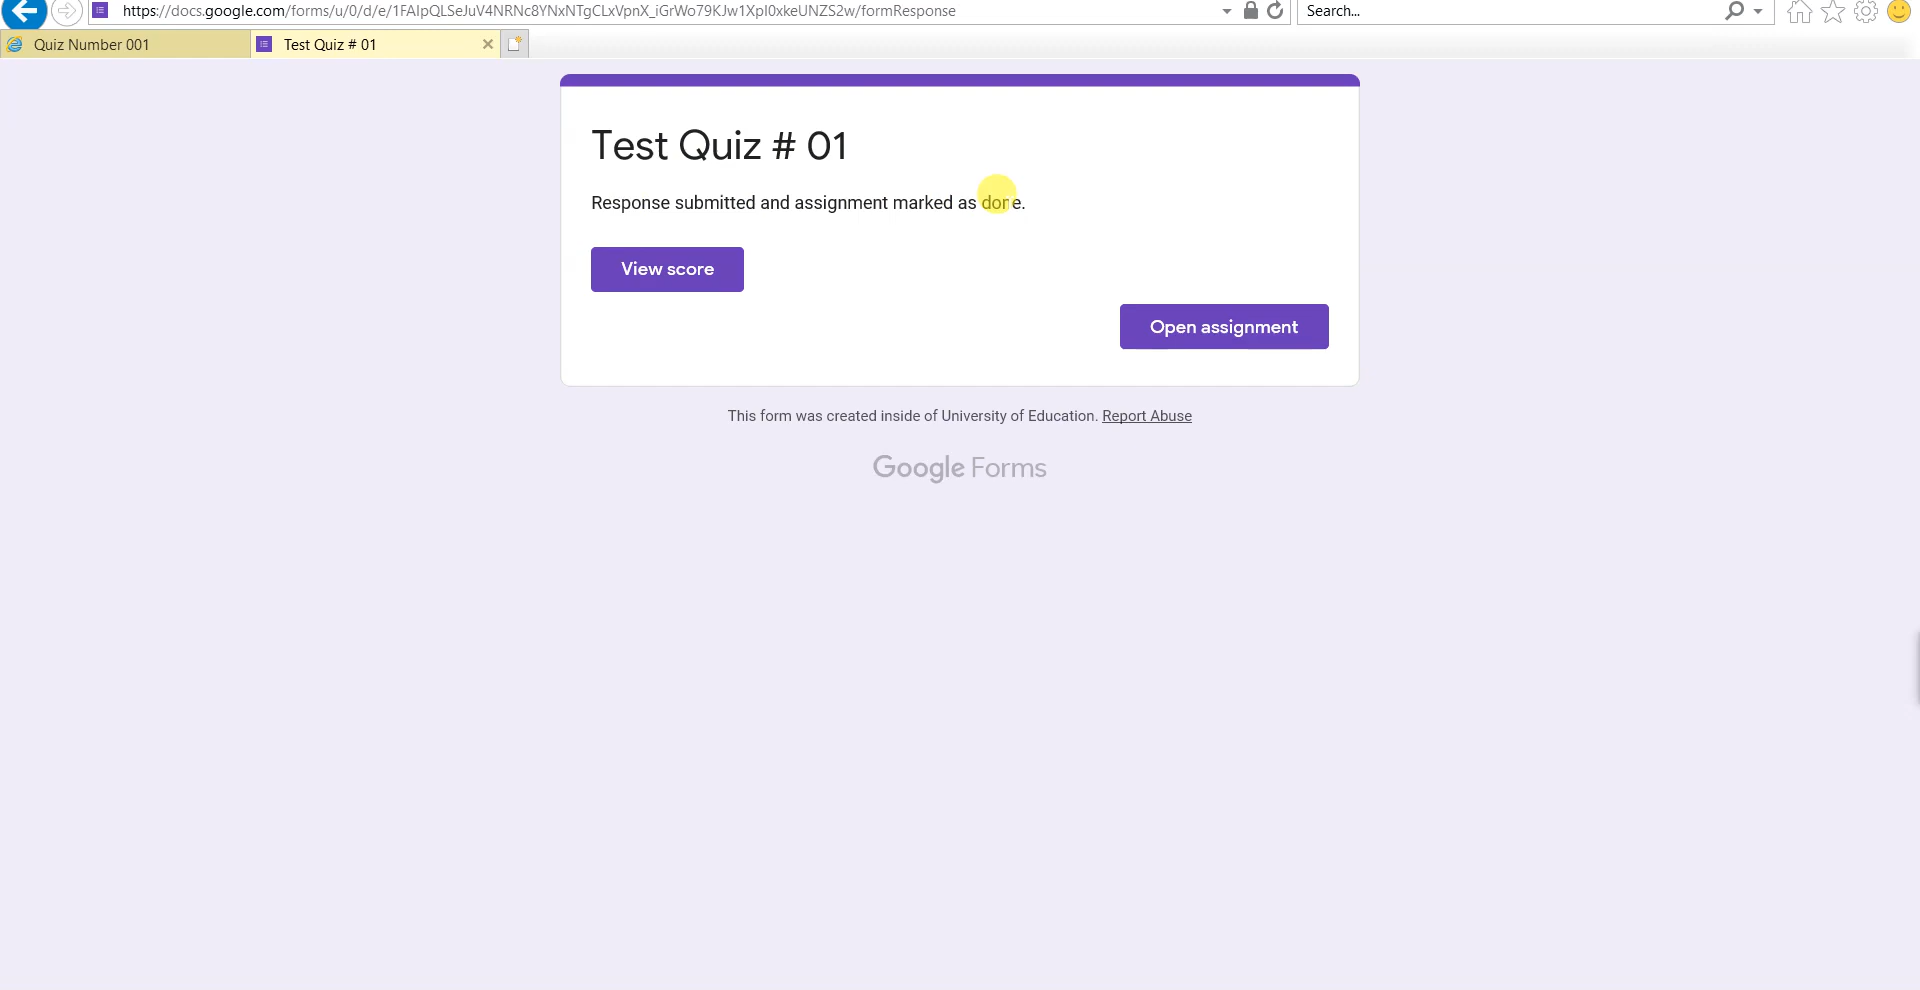 https://docs.google.com/forms/u/0/d/e/1FAIpQLSeJuV4NRNc8YNxNTgCLxVpnX_iGrWo79KJw1XpI0xkeUNZS2w/formResponse
Search...
Quiz Number 001
Test Quiz # 01
Test Quiz # 01
Response submitted and assignment marked as done.
View score
Open assignment
This form was created inside of University of Education. Report Abuse
Google Forms